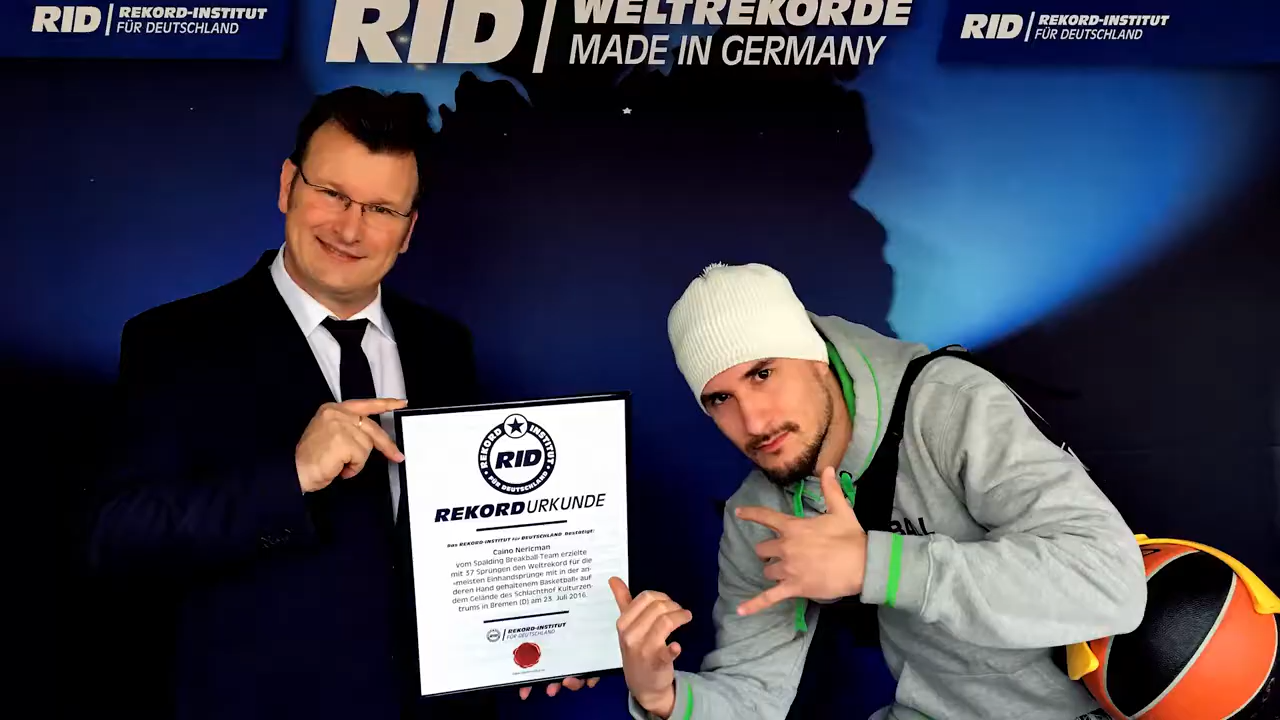 RID | REKORD-INSTITUT
FÜR DEUTSCHLAND
RID | WELTREKORDE
MADE IN GERMANY
RID | REKORD-INSTITUT
FÜR DEUTSCHLAND
REKORD INSTITUT
RID
FÜR DEUTSCHLAND
REKORDURKUNDE
Das REKORD-INSTITUT für DEUTSCHLAND bestätigt:
Caino Nericman
vom Spalding Breakball-Team erzielte
mit 37 Sprüngen den Weltrekord für die
»meisten Einhandsprünge mit in der an-
deren Hand gehaltenem Basketball« auf
dem Gelände des Schlachthof Kulturzen-
trums in Bremen (D) am 23. Juli 2016.
REKORD-INSTITUT
FÜR DEUTSCHLAND
BALL